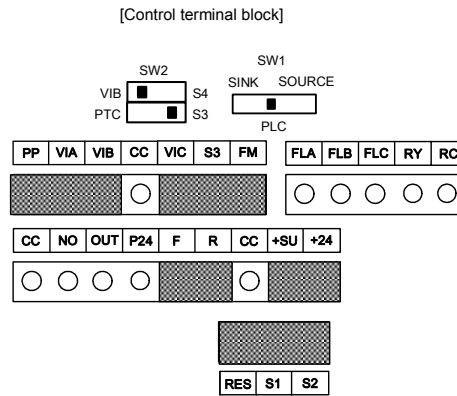 [Control terminal block]
SW2
SW1
VIB S4
SINK SOURCE
PTC S3
PLC
PP VIA VIB CC VIC S3 FM
FLA FLB FLC RY RC
CC NO OUT P24 F R CC +SU +24
RES S1 S2